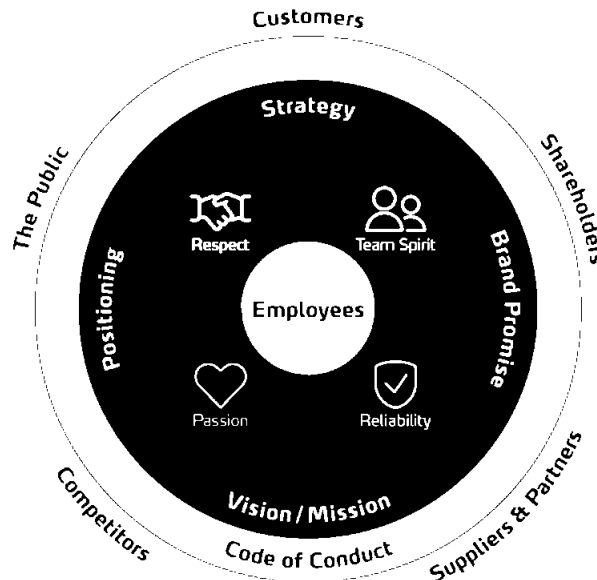 Customers
Strategy
The Public
Shareholders
Respect
Team Spirit
Positioning
Employees
Brand Promise
Passion
Reliability
Vision / Mission
Competitors
Code of Conduct
Suppliers & Partners